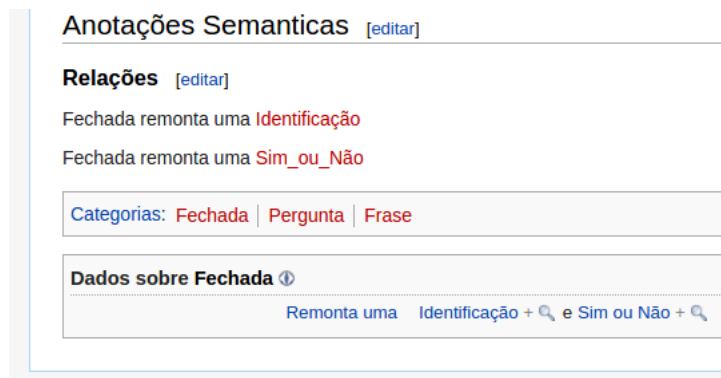 Anotações Semanticas [editar]
Relações [editar]
Fechada remonta uma Identificação
Fechada remonta uma Sim_ou_Não
Categorias: Fechada | Pergunta | Frase
Dados sobre Fechada
Remonta uma Identificação + e Sim ou Não +